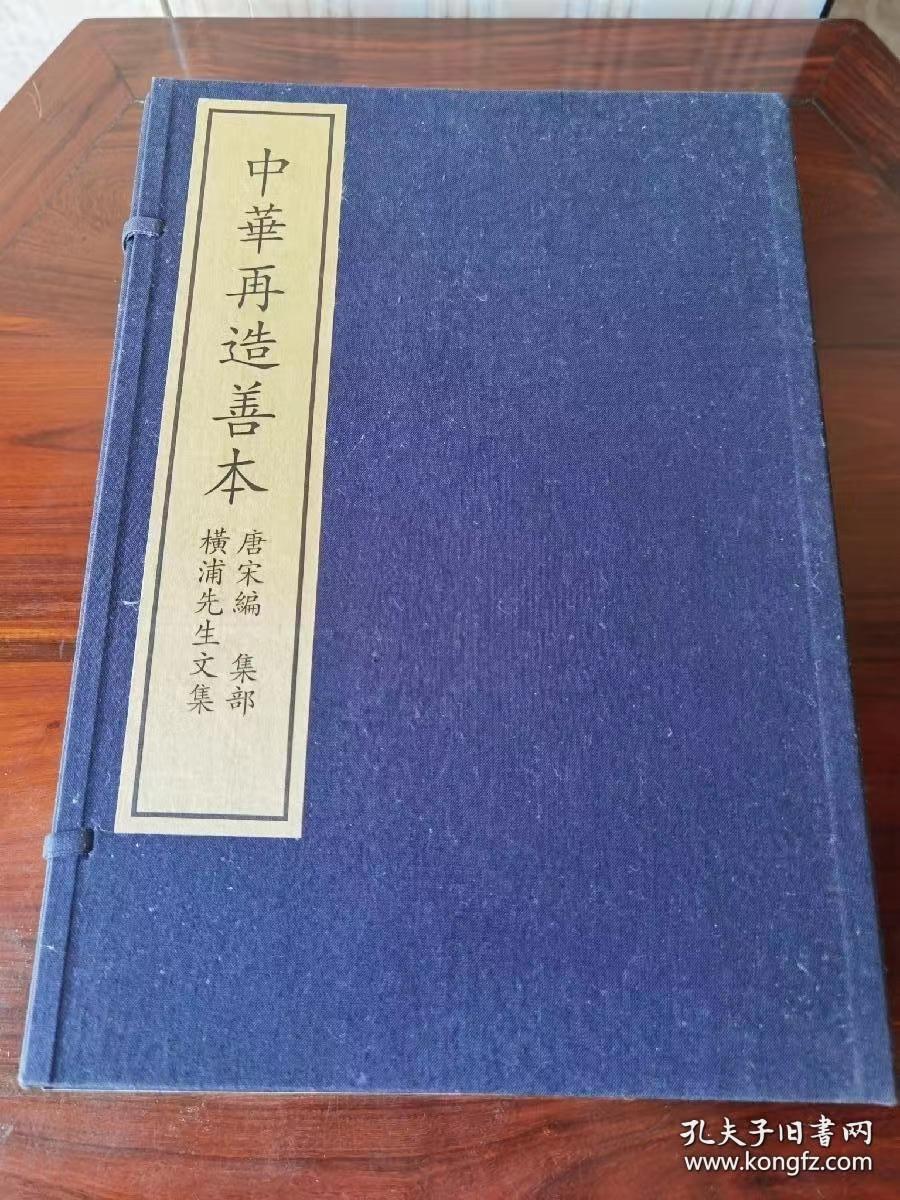 中華再造善本
唐宋編 集部
橫浦先生文集
孔夫子旧書网
www.kongfz.com